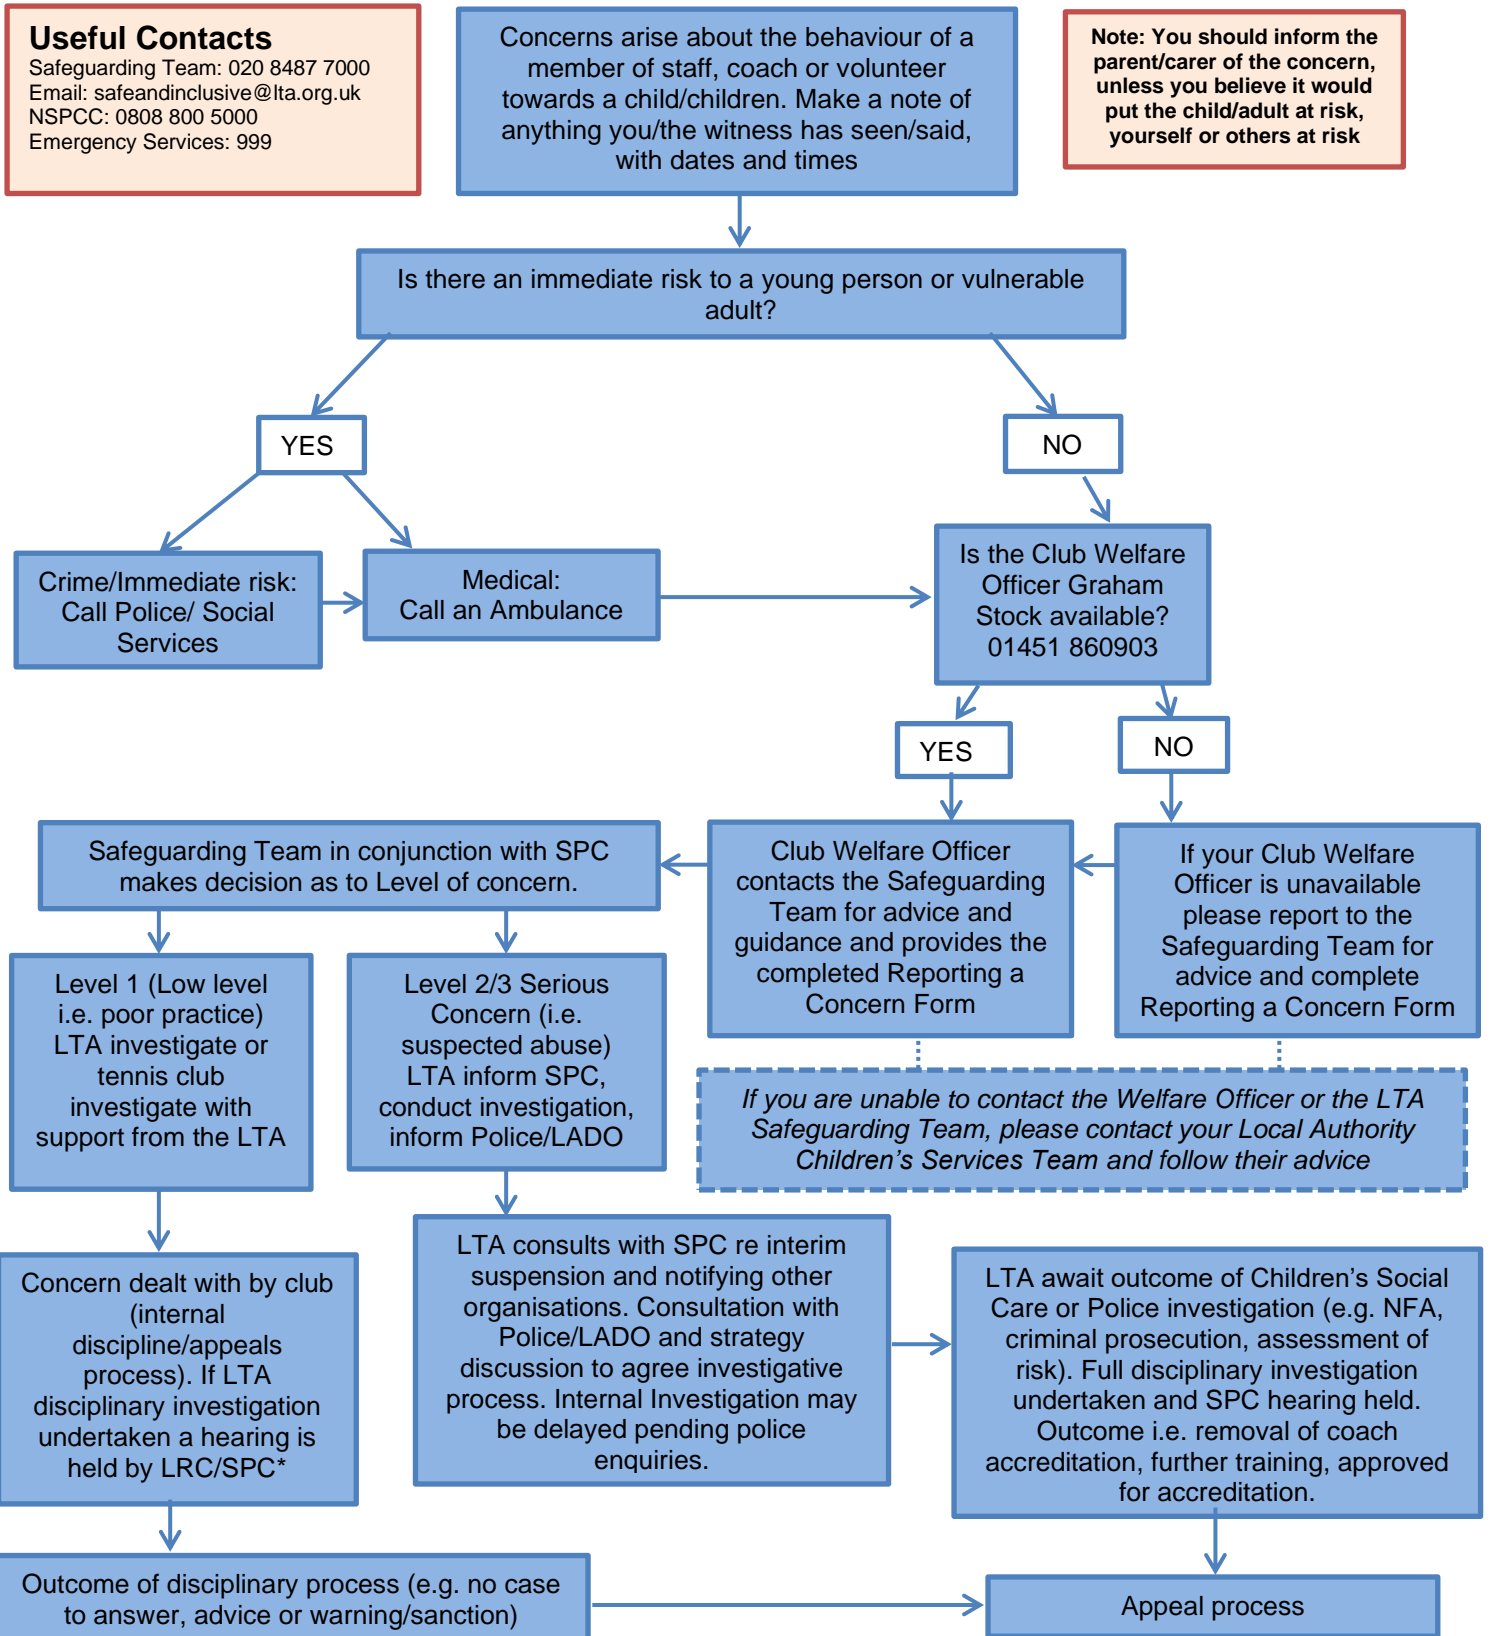 Useful Contacts
Safeguarding Team: 020 8487 7000
Email: safeandinclusive@lta.org.uk
NSPCC: 0808 800 5000
Emergency Services: 999
Concerns arise about the behaviour of a
member of staff, coach or volunteer
towards a child/children. Make a note of
anything you/the witness has seen/said,
with dates and times
Note: You should inform the
parent/carer of the concern,
unless you believe it would
put the child/adult at risk,
yourself or others at risk
Is there an immediate risk to a young person or vulnerable
adult?
YES
NO
Crime/Immediate risk:
Call Police/ Social
Services
Medical:
Call an Ambulance
Is the Club Welfare
Officer Graham
Stock available?
01451 860903
YES
NO
Safeguarding Team in conjunction with SPC
makes decision as to Level of concern.
Club Welfare Officer
contacts the Safeguarding
Team for advice and
guidance and provides the
completed Reporting a
Concern Form
If your Club Welfare
Officer is unavailable
please report to the
Safeguarding Team for
advice and complete
Reporting a Concern Form
Level 1 (Low level
i.e. poor practice)
LTA investigate or
tennis club
investigate with
support from the LTA
Level 2/3 Serious
Concern (i.e.
suspected abuse)
LTA inform SPC,
conduct investigation,
inform Police/LADO
If you are unable to contact the Welfare Officer or the LTA
Safeguarding Team, please contact your Local Authority
Children's Services Team and follow their advice
Concern dealt with by club
(internal
discipline/appeals
process). If LTA
disciplinary investigation
undertaken a hearing is
held by LRC/SPC*
LTA consults with SPC re interim
suspension and notifying other
organisations. Consultation with
Police/LADO and strategy
discussion to agree investigative
process. Internal Investigation may
be delayed pending police
enquiries.
LTA await outcome of Children's Social
Care or Police investigation (e.g. NFA,
criminal prosecution, assessment of
risk). Full disciplinary investigation
undertaken and SPC hearing held.
Outcome i.e. removal of coach
accreditation, further training, approved
for accreditation.
Outcome of disciplinary process (e.g. no case
to answer, advice or warning/sanction)
Appeal process